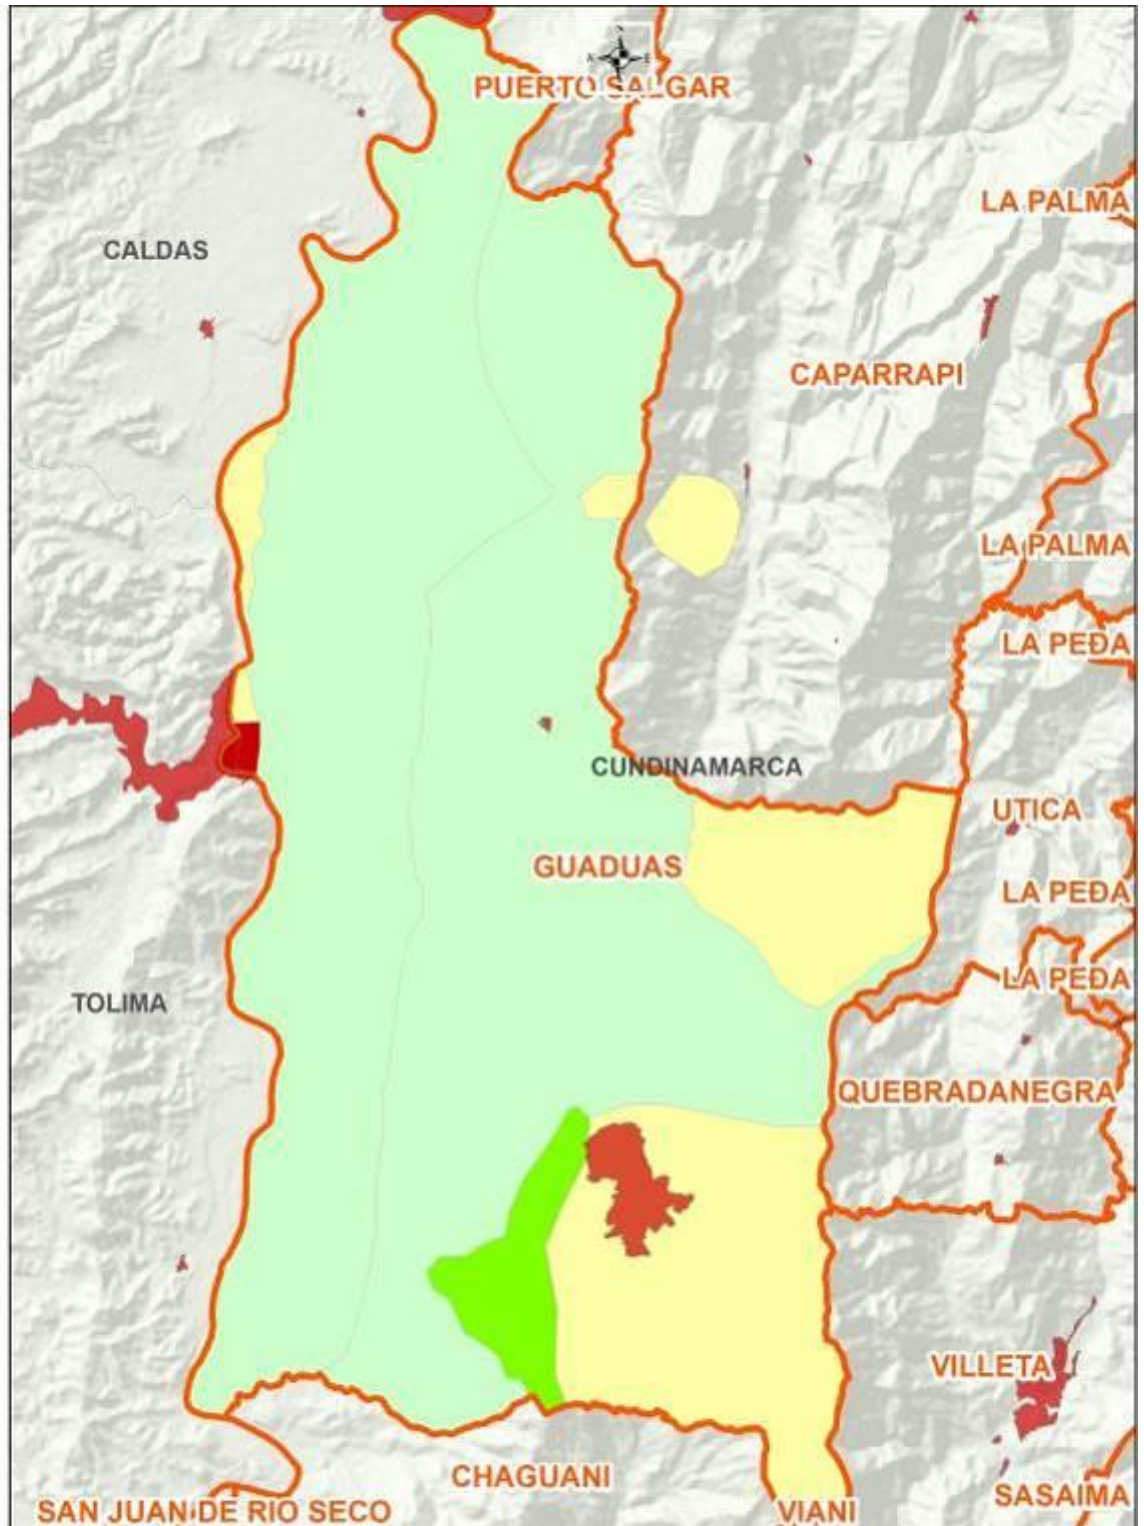 N
E
PUERTO SALGAR
LA PALMA
CALDAS
CAPARRAPI
LA PALMA
LA PEÐA
CUNDINAMARCA
UTICA
GUADUAS
LA PEÐA
LA PEÐA
TOLIMA
QUEBRADANEGRA
VILLETA
CHAGUANI
SASAIMA
SAN JUAN DE RIO SECO
VIANI